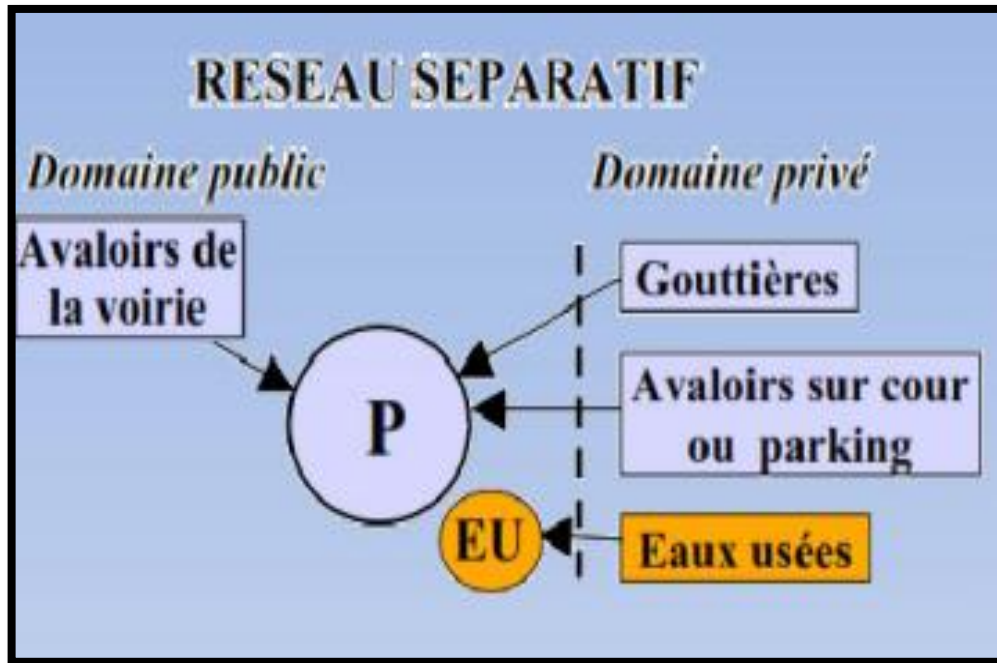 RESEAU SEPARATIF
Domaine public
Domaine privé
Avaloirs de
la voirie
Gouttières
P
Avaloirs sur cour
ou parking
EU
Eaux usées